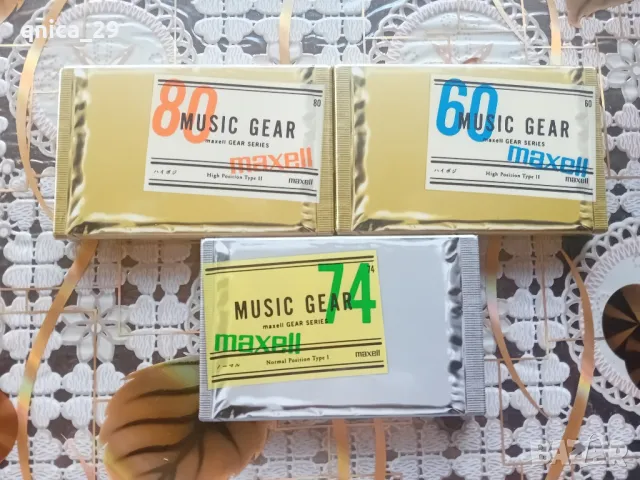 qnica_29
80
80
MUSIC GEAR
maxell GEAR SERIES
maxell
ハイポジ
High Position Type II
maxell
60
60
MUSIC GEAR
maxell GEAR SERIES
maxell
ハイポジ
High Position Type II
maxell
74
74
MUSIC GEAR
maxell GEAR SERIES
maxell
ノーマル
Normal Position Type I
maxell
BAZAR